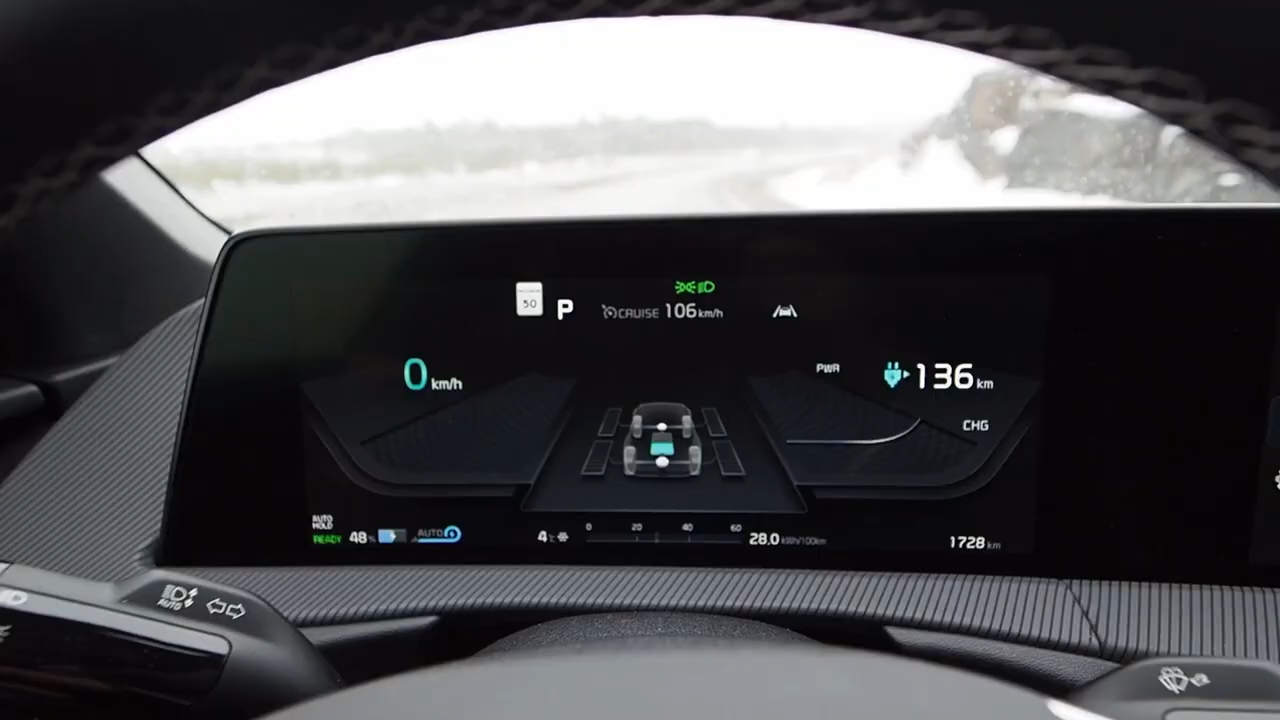 50 P CRUISE 106 km/h
0 km/h
PWR 136 km
CHG
AUTO
HOLD
READY 48% AUTO
4°C 0 20 40 60 28.0 kWh/100km 1728 km
AUTO